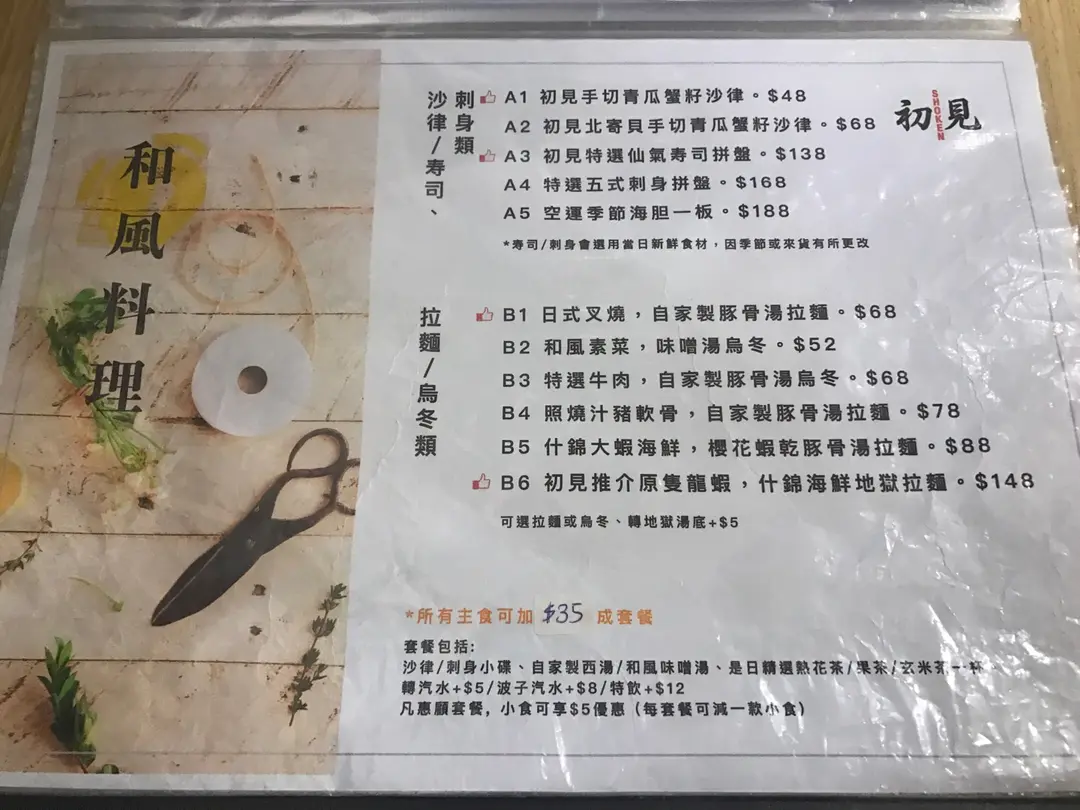 和風料理
初見
SHOKEN
沙律/寿司、
刺身類
A1 初見手切青瓜蟹籽沙律。$48
A2 初見北寄貝手切青瓜蟹籽沙律。$68
A3 初見特選仙氣寿司拼盤。$138
A4 特選五式刺身拼盤。$168
A5 空運季節海胆一板。$188
*寿司/刺身會選用當日新鮮食材，因季節或來貨有所更改
拉麵/烏冬類
B1 日式叉燒，自家製豚骨湯拉麵。$68
B2 和風素菜，味噌湯烏冬。$52
B3 特選牛肉，自家製豚骨湯烏冬。$68
B4 照燒汁豬軟骨，自家製豚骨湯拉麵。$78
B5 什錦大蝦海鮮，櫻花蝦乾豚骨湯拉麵。$88
B6 初見推介原隻龍蝦，什錦海鮮地獄拉麵。$148
可選拉麵或烏冬、轉地獄湯底+$5
*所有主食可加 $35 成套餐
套餐包括:
沙律/刺身小碟、自家製西湯/和風味噌湯、是日精選熱花茶/果茶/玄米茶一杯。
轉汽水+$5/波子汽水+$8/特飲+$12
凡惠顧套餐, 小食可享$5優惠（每套餐可減一款小食）